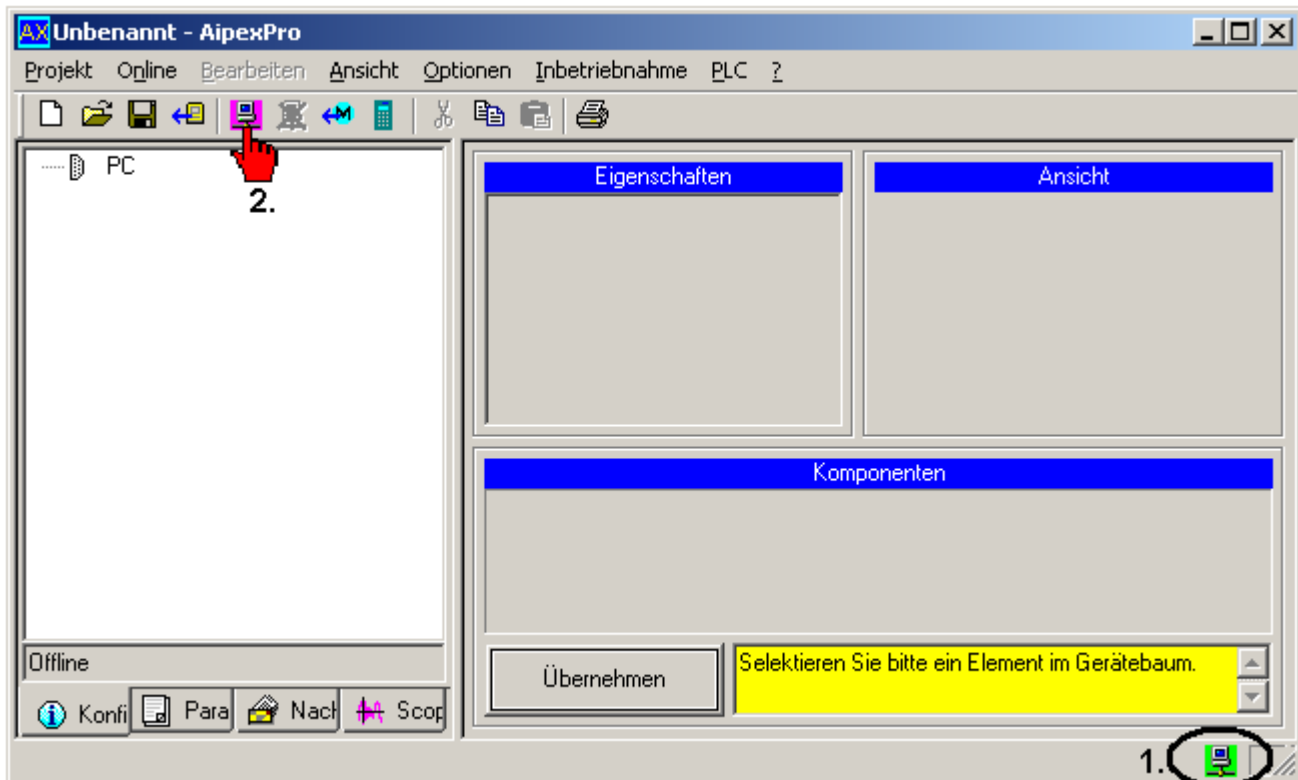 AX Unbenannt - AipexPro
Projekt Online Bearbeiten Ansicht Optionen Inbetriebnahme PLC ?
M
PC
2.
Eigenschaften
Ansicht
Komponenten
Offline
Übernehmen
Selektieren Sie bitte ein Element im Gerätebaum.
Konfi Para Nach Scop
1.